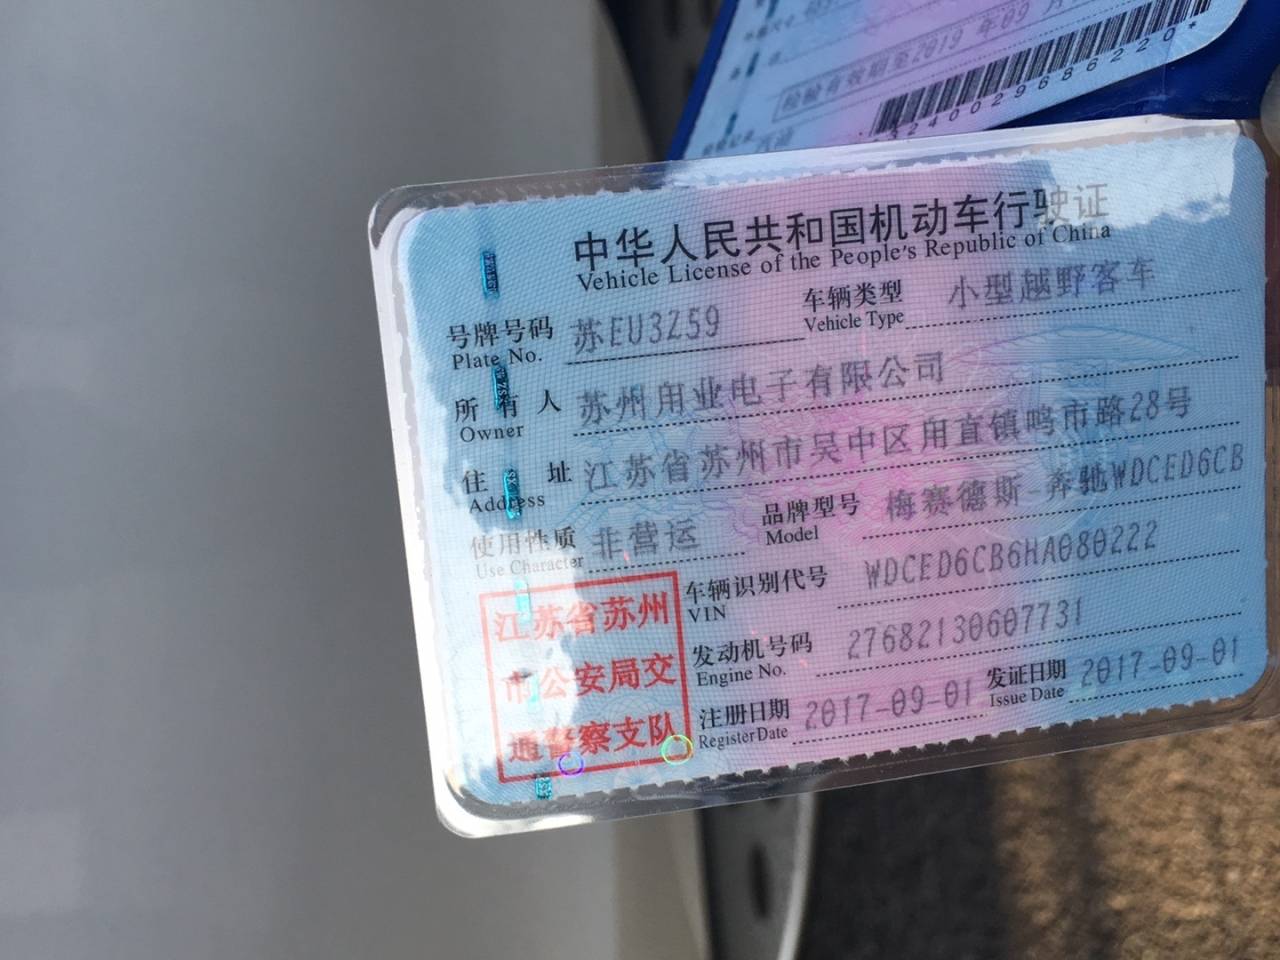 检验有效期至2019年09月
*3240029686220*
中华人民共和国机动车行驶证
Vehicle License of the People's Republic of China
号牌号码 苏EU3Z59 车辆类型 小型越野客车
Plate No. Vehicle Type
所有人 苏州用业电子有限公司
Owner
住址 江苏省苏州市吴中区用直镇鸣市路28号
Address
使用性质 非营运 品牌型号 梅赛德斯-奔驰WDCED6CB
Use Character Model
车辆识别代号 WDCED6CB6HA080222
VIN
发动机号码 27682130607731
Engine No.
注册日期 2017-09-01 发证日期 2017-09-01
Register Date Issue Date
江苏省苏州
市公安局交
通警察支队